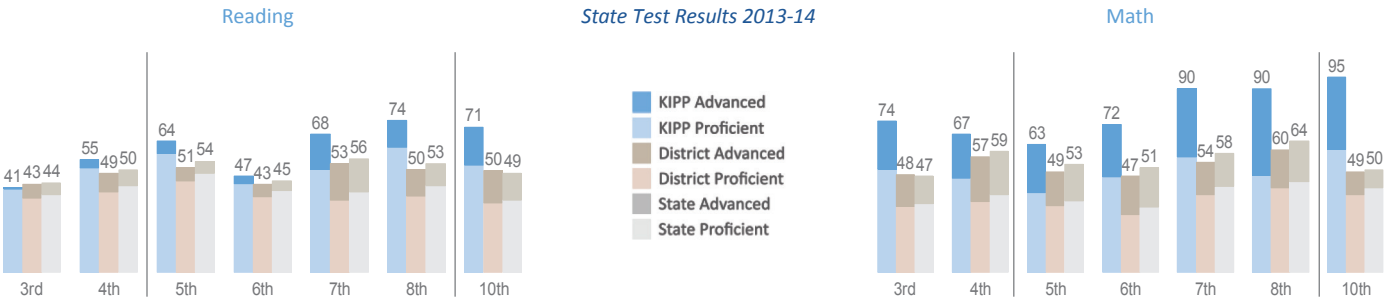 Reading
State Test Results 2013-14
Math
41 43 44
55 49 50
64 51 54
47 43 45
68 53 56
74 50 53
71 50 49
3rd 4th 5th 6th 7th 8th 10th
KIPP Advanced
KIPP Proficient
District Advanced
District Proficient
State Advanced
State Proficient
74 48 47
67 57 59
63 49 53
72 47 51
90 54 58
90 60 64
95 49 50
3rd 4th 5th 6th 7th 8th 10th